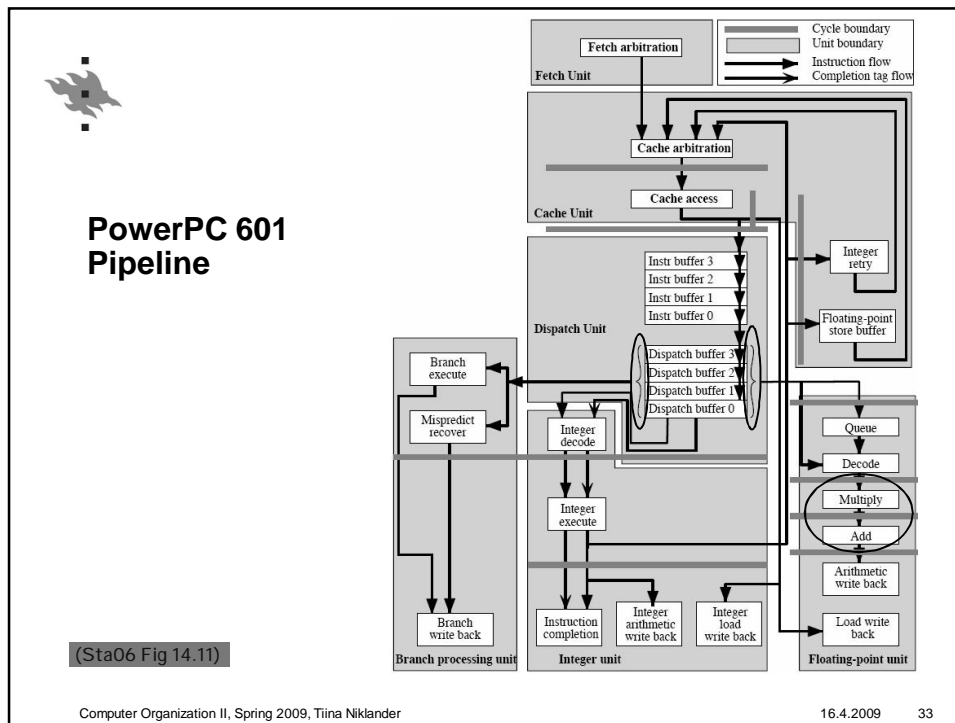 Cycle boundary
Unit boundary
Instruction flow
Completion tag flow
Fetch arbitration
Fetch Unit
Cache arbitration
Cache access
Cache Unit
PowerPC 601
Pipeline
Integer
retry
Instr buffer 3
Instr buffer 2
Instr buffer 1
Instr buffer 0
Floating-point
store buffer
Dispatch Unit
Dispatch buffer 3
Dispatch buffer 2
Dispatch buffer 1
Dispatch buffer 0
Branch
execute
Mispredict
recover
Integer
decode
Queue
Decode
Multiply
Add
Integer
execute
Arithmetic
write back
Branch
write back
Instruction
completion
Integer
arithmetic
write back
Integer
load
write back
Load write
back
(Sta06 Fig 14.11)
Branch processing unit
Integer unit
Floating-point unit
Computer Organization II, Spring 2009, Tiina Niklander
16.4.2009
33